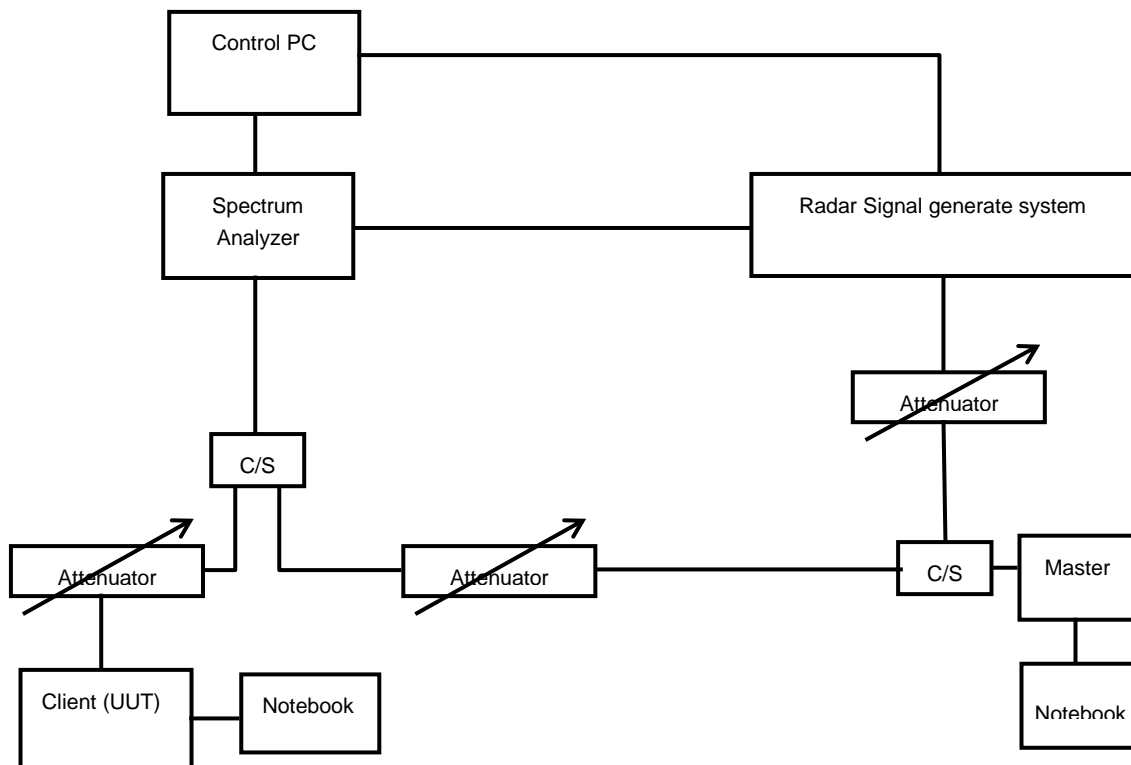 Control PC
Spectrum
Analyzer
Radar Signal generate system
Attenuator
C/S
Attenuator
Attenuator
C/S
Master
Client (UUT)
Notebook
Notebook